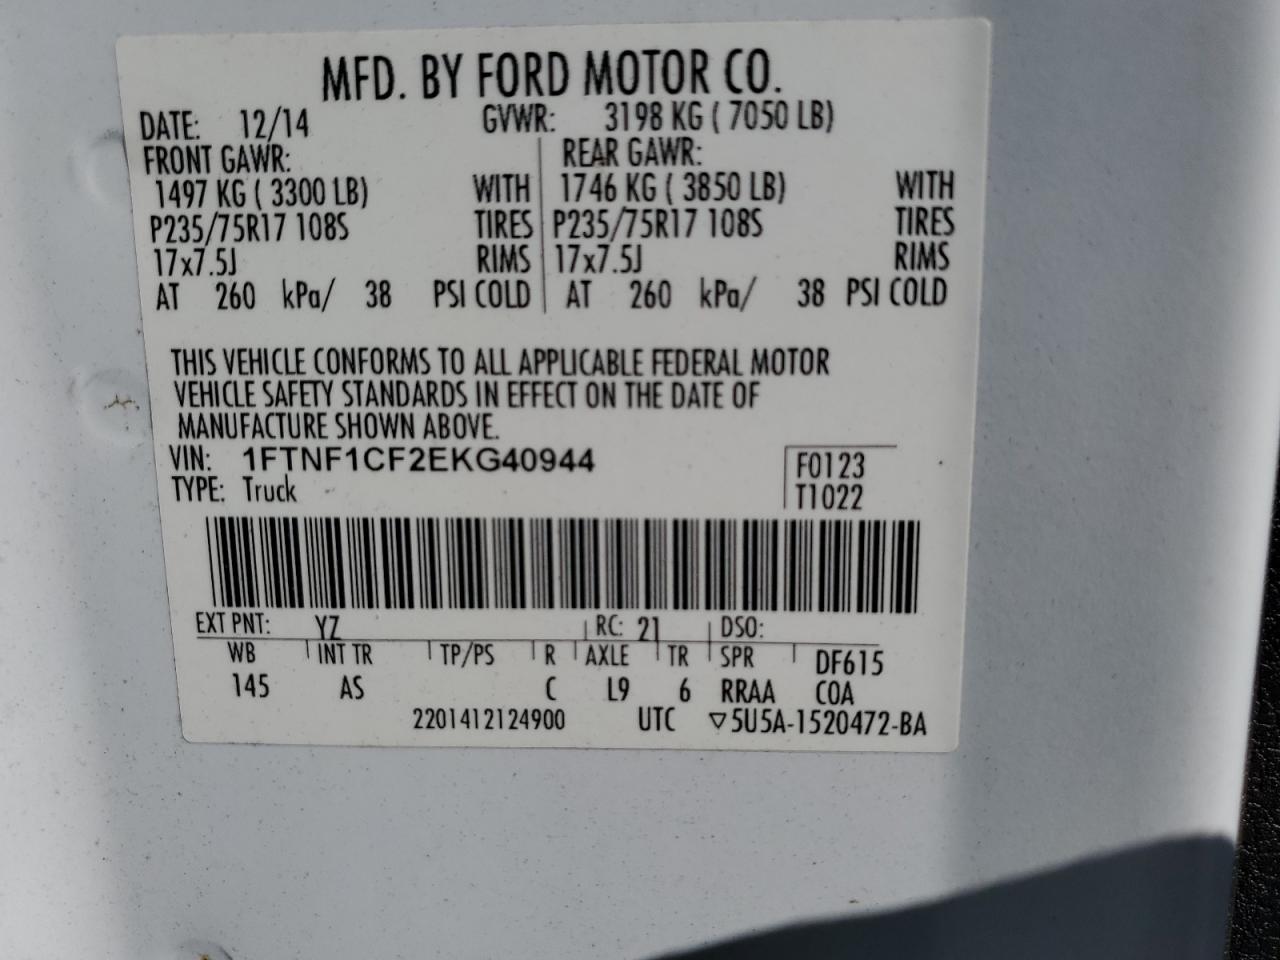 MFD. BY FORD MOTOR CO.
DATE: 12/14 GVWR: 3198 KG ( 7050 LB)
FRONT GAWR: REAR GAWR:
1497 KG ( 3300 LB) WITH 1746 KG ( 3850 LB) WITH
P235/75R17 108S TIRES P235/75R17 108S TIRES
17x7.5J RIMS 17x7.5J RIMS
AT 260 kPa/ 38 PSI COLD AT 260 kPa/ 38 PSI COLD
THIS VEHICLE CONFORMS TO ALL APPLICABLE FEDERAL MOTOR
VEHICLE SAFETY STANDARDS IN EFFECT ON THE DATE OF
MANUFACTURE SHOWN ABOVE.
VIN: 1FTNF1CF2EKG40944 F0123
TYPE: Truck T1022
EXT PNT: YZ RC: 21 DSO:
WB INT TR TP/PS R AXLE TR SPR DF615
145 AS C L9 6 RRAA COA
2201412124900 UTC ▽5U5A-1520472-BA